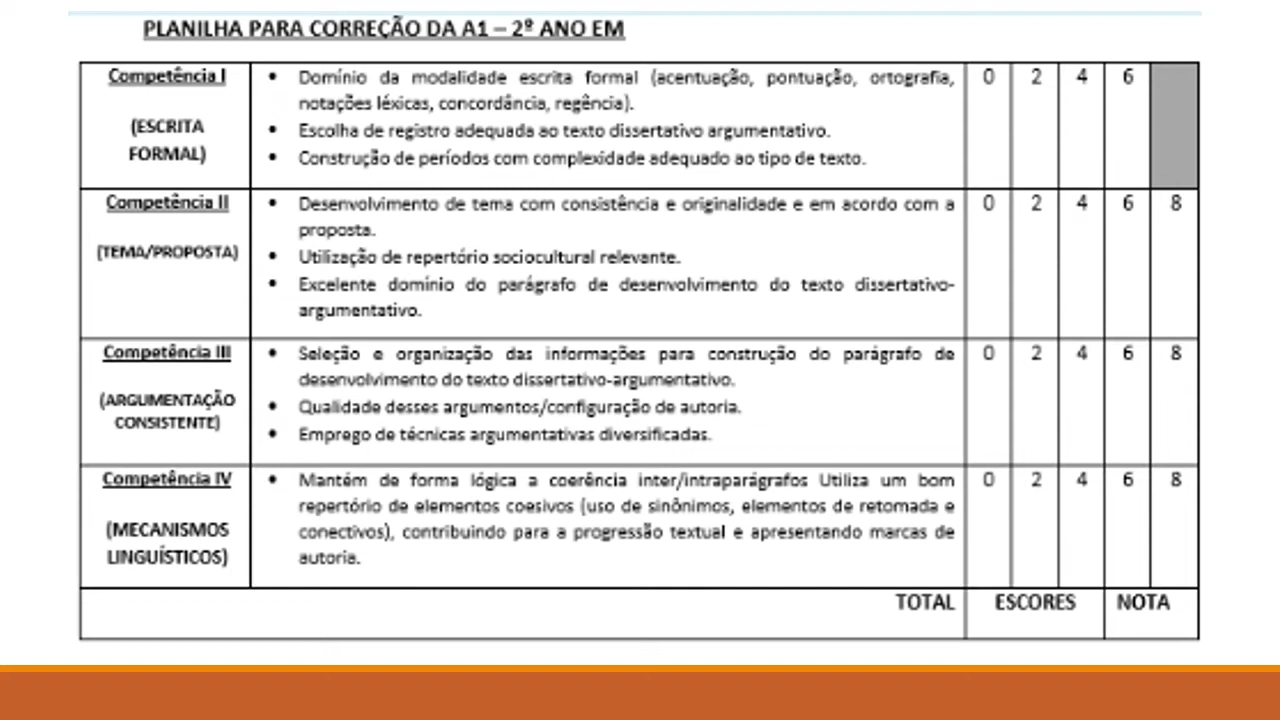 PLANILHA PARA CORREÇÃO DA A1 – 2º ANO EM
Competência I
(ESCRITA
FORMAL)
• Domínio da modalidade escrita formal (acentuação, pontuação, ortografia,
notações léxicas, concordância, regência).
• Escolha de registro adequada ao texto dissertativo argumentativo.
• Construção de períodos com complexidade adequado ao tipo de texto.
0 2 4 6
Competência II
(TEMA/PROPOSTA)
• Desenvolvimento de tema com consistência e originalidade e em acordo com a
proposta.
• Utilização de repertório sociocultural relevante.
• Excelente domínio do parágrafo de desenvolvimento do texto dissertativo-
argumentativo.
0 2 4 6 8
Competência III
(ARGUMENTAÇÃO
CONSISTENTE)
• Seleção e organização das informações para construção do parágrafo de
desenvolvimento do texto dissertativo-argumentativo.
• Qualidade desses argumentos/configuração de autoria.
• Emprego de técnicas argumentativas diversificadas.
0 2 4 6 8
Competência IV
(MECANISMOS
LINGUÍSTICOS)
• Mantém de forma lógica a coerência inter/intraparágrafos Utiliza um bom
repertório de elementos coesivos (uso de sinônimos, elementos de retomada e
conectivos), contribuindo para a progressão textual e apresentando marcas de
autoria.
0 2 4 6 8
TOTAL ESCORES NOTA